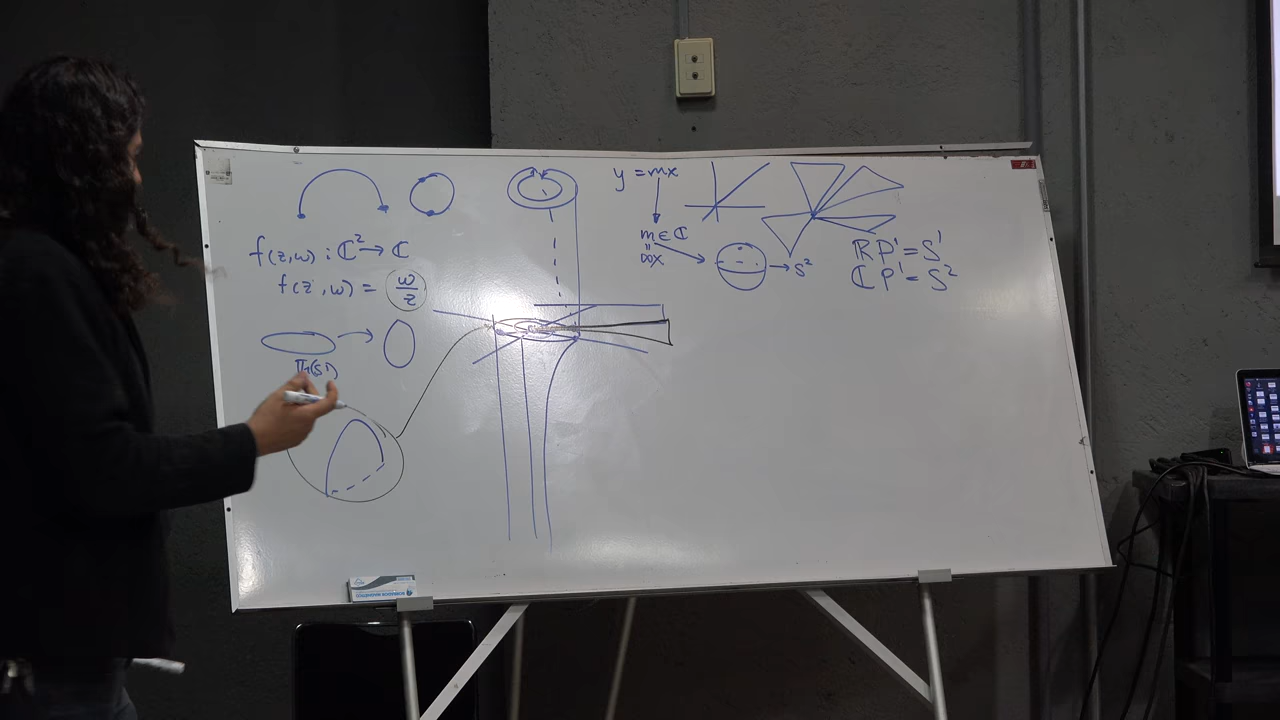 f(z,w) : ℂ² → ℂ
f(z,w) = w/z
π₁(S¹)
y = mx
m ∈ ℂ
"
→ S²
ℝP¹ = S¹
ℂP¹ = S²